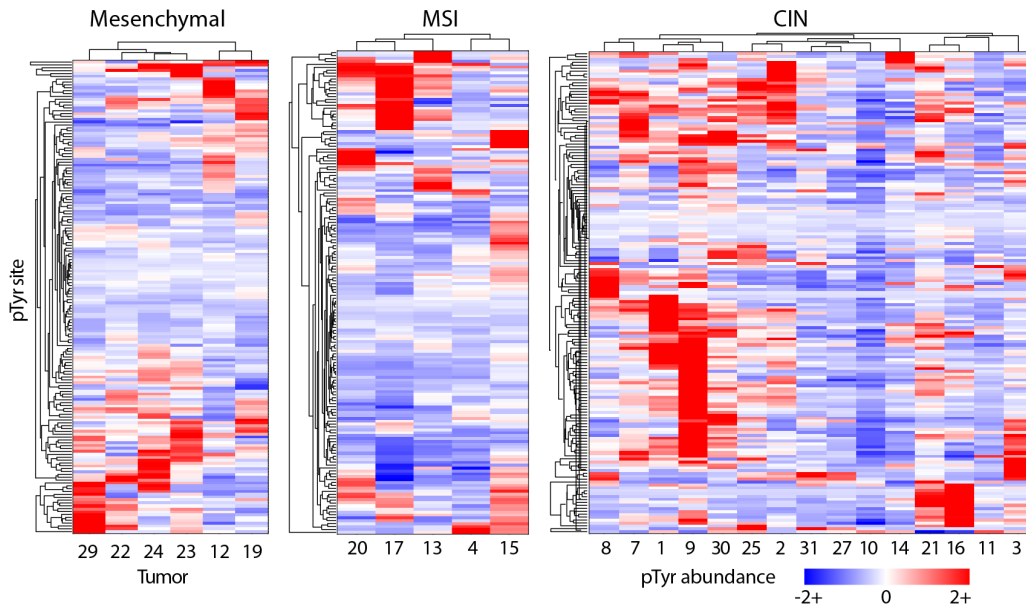 Mesenchymal
MSI
CIN
pTyr site
29 22 24 23 12 19
20 17 13 4 15
8 7 1 9 30 25 2 31 27 10 14 21 16 11 3
Tumor
pTyr abundance
-2+ 0 2+